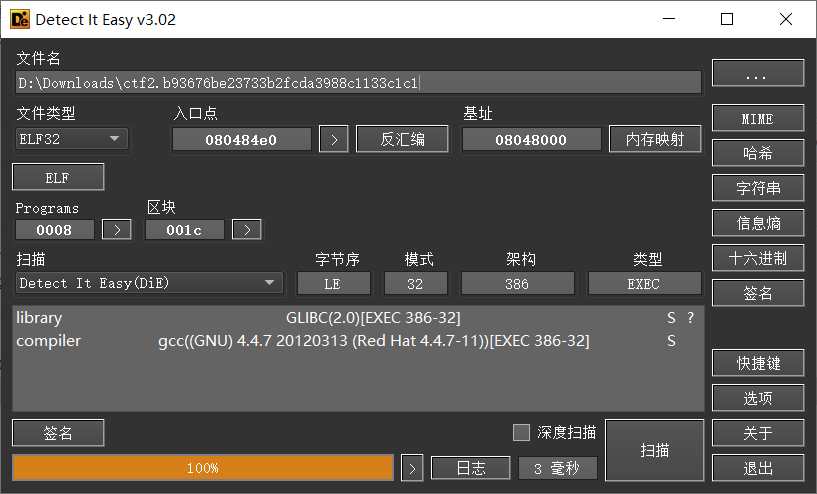 Detect It Easy v3.02
文件名
D:\Downloads\ctf2.b93676be23733b2fcda3988c1133c1c1
...
文件类型 入口点 基址
ELF32 080484e0 > 反汇编 08048000 内存映射
MIME
哈希
ELF
字符串
Programs 区块
0008 > 001c >
信息熵
扫描 字节序 模式 架构 类型
十六进制
Detect It Easy(DiE) LE 32 386 EXEC
签名
library GLIBC(2.0)[EXEC 386-32] S ?
compiler gcc((GNU) 4.4.7 20120313 (Red Hat 4.4.7-11))[EXEC 386-32] S
快捷键
选项
签名 深度扫描 扫描 关于
100% > 日志 3 毫秒 退出